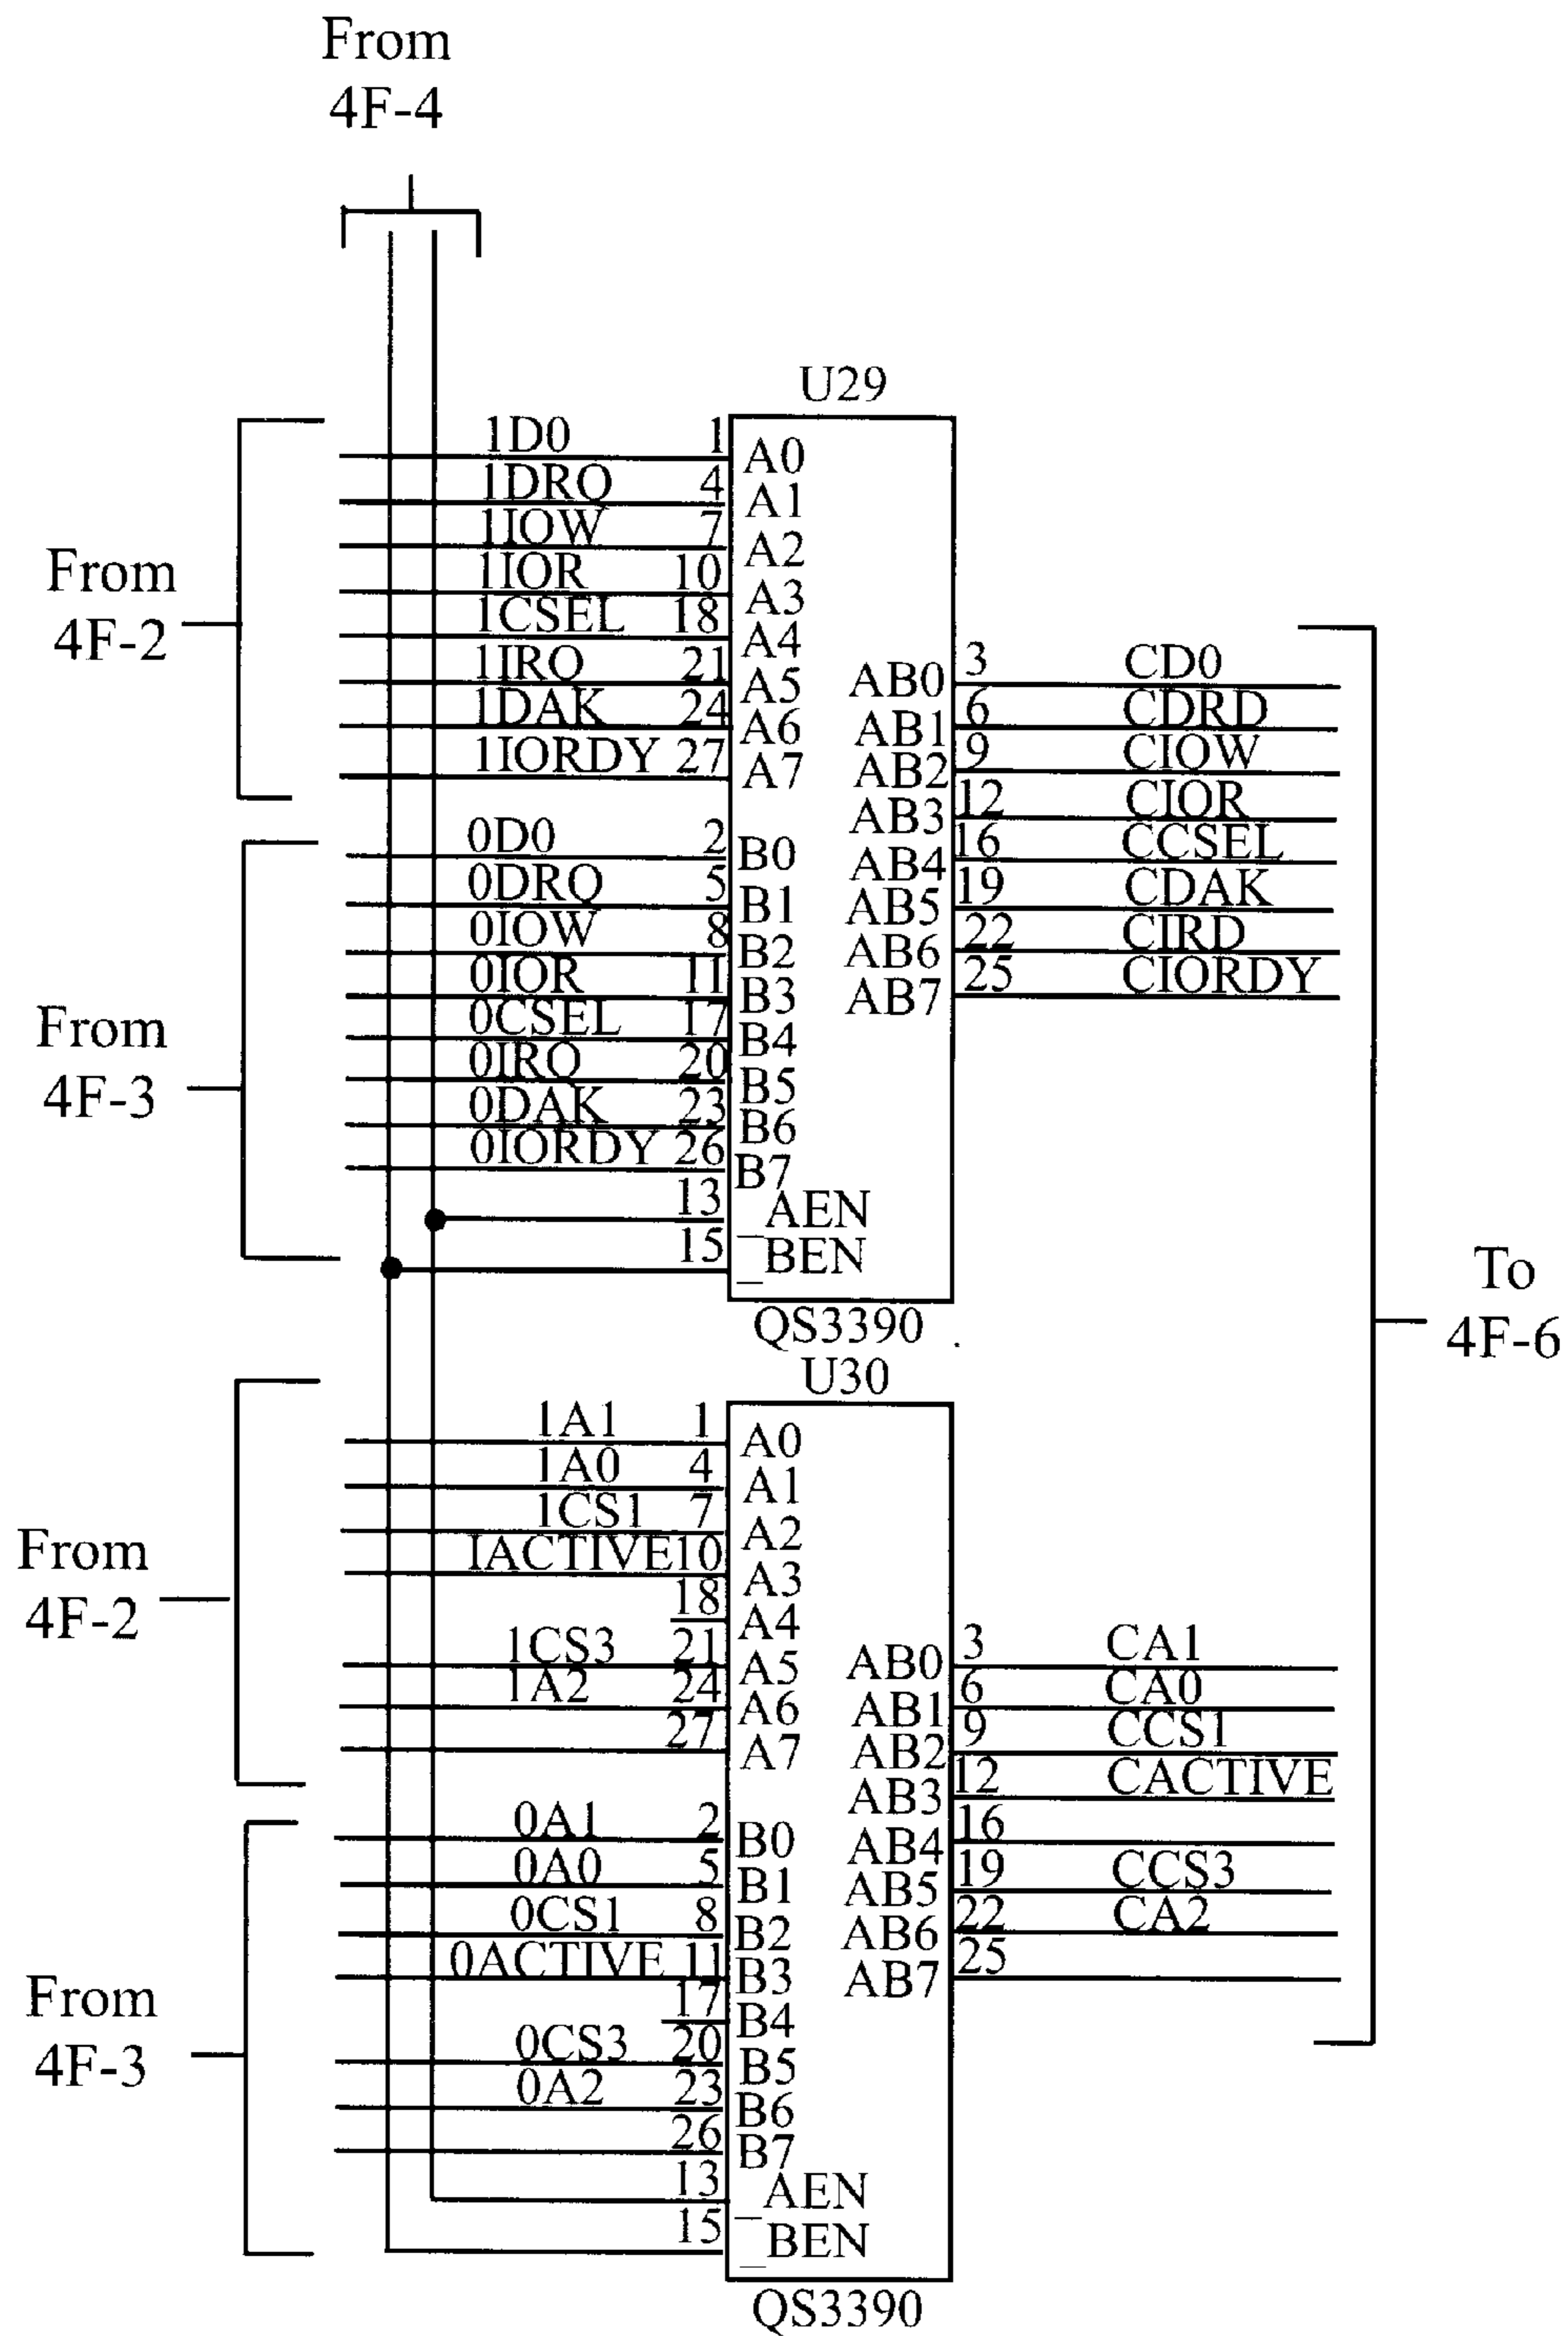 From
4F-4
U29
1D0 1 A0
1DRQ 4 A1
1IOW 7 A2
1IOR 10 A3
1CSEL 18 A4
1IRQ 21 A5
1DAK 24 A6
1IORDY 27 A7
From
4F-2
AB0 3 CD0
AB1 6 CDRD
AB2 9 CIOW
AB3 12 CIOR
AB4 16 CCSEL
AB5 19 CDAK
AB6 22 CIRD
AB7 25 CIORDY
0D0 2 B0
0DRQ 5 B1
0IOW 8 B2
0IOR 11 B3
0CSEL 17 B4
0IRQ 20 B5
0DAK 23 B6
0IORDY 26 B7
From
4F-3
13 _AEN
15 _BEN
QS3390
To
4F-6
U30
1A1 1 A0
1A0 4 A1
1CS1 7 A2
IACTIVE 10 A3
18 A4
1CS3 21 A5
1A2 24 A6
27 A7
From
4F-2
AB0 3 CA1
AB1 6 CA0
AB2 9 CCS1
AB3 12 CACTIVE
AB4 16
AB5 19 CCS3
AB6 22 CA2
AB7 25
0A1 2 B0
0A0 5 B1
0CS1 8 B2
0ACTIVE 11 B3
17 B4
0CS3 20 B5
0A2 23 B6
26 B7
From
4F-3
13 _AEN
15 _BEN
QS3390